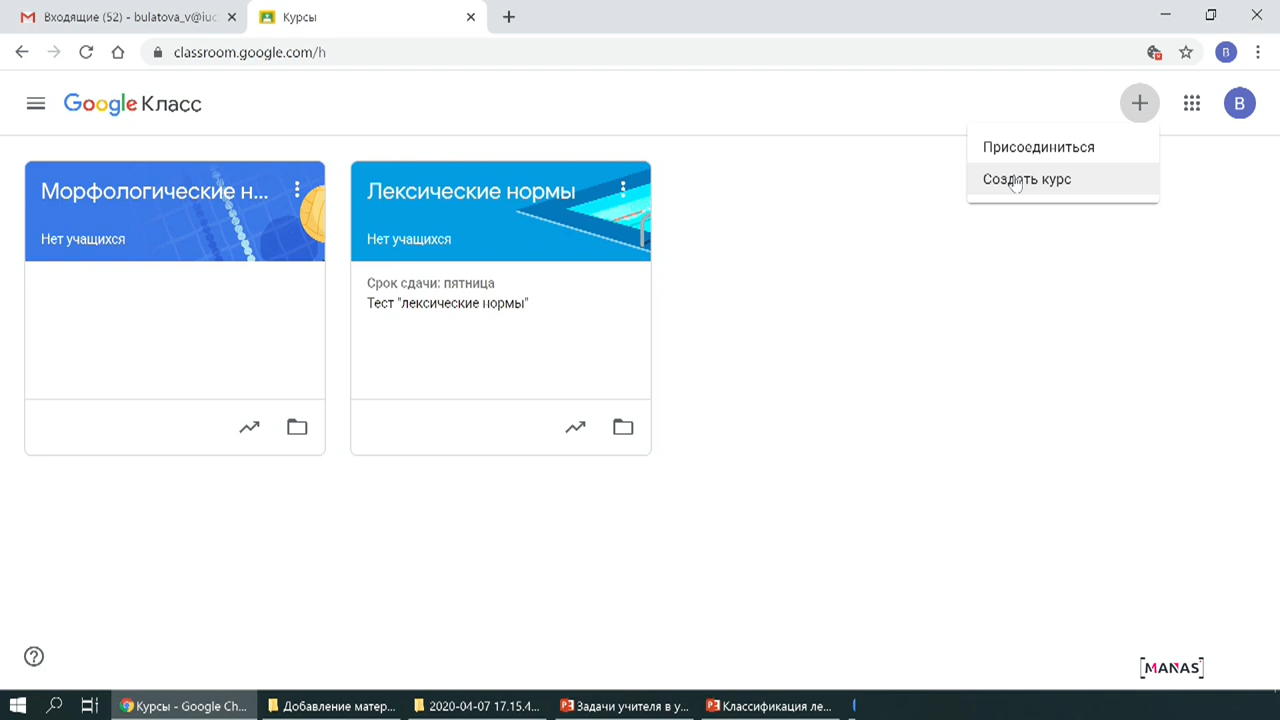 Входящие (52) - bulatova_v@iuc
Курсы
classroom.google.com/h
B
Google Класс
B
Присоединиться
Создать курс
Морфологические н...
Нет учащихся
Лексические нормы
Нет учащихся
Срок сдачи: пятница
Тест "лексические нормы"
[MANAS]
Курсы - Google Ch...
Добавление матер...
2020-04-07 17.15.4...
Задачи учителя в у...
Классификация ле...